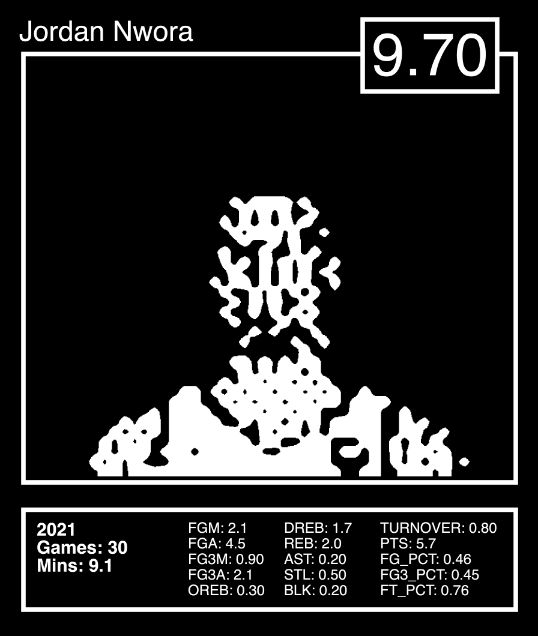 Jordan Nwora
9.70
2021
Games: 30
Mins: 9.1
FGM: 2.1
FGA: 4.5
FG3M: 0.90
FG3A: 2.1
OREB: 0.30
DREB: 1.7
REB: 2.0
AST: 0.20
STL: 0.50
BLK: 0.20
TURNOVER: 0.80
PTS: 5.7
FG_PCT: 0.46
FG3_PCT: 0.45
FT_PCT: 0.76